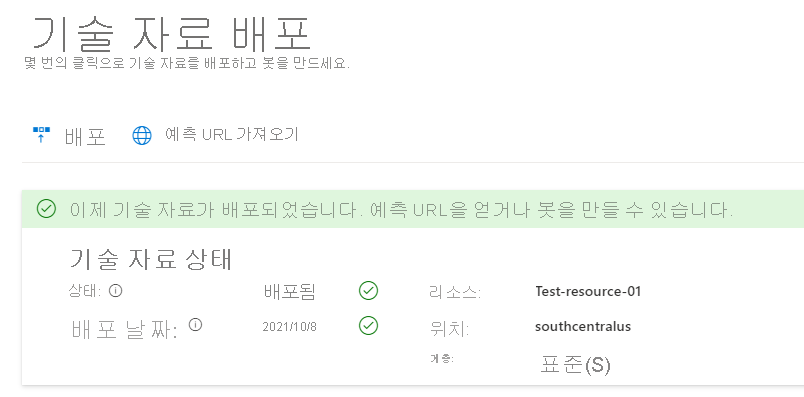 기술 자료 배포
몇 번의 클릭으로 기술 자료를 배포하고 봇을 만드세요.
배포 예측 URL 가져오기
이제 기술 자료가 배포되었습니다. 예측 URL을 얻거나 봇을 만들 수 있습니다.
기술 자료 상태
상태: 배포됨 리소스: Test-resource-01
배포 날짜: 2021/10/8 위치: southcentralus
계층: 표준(S)